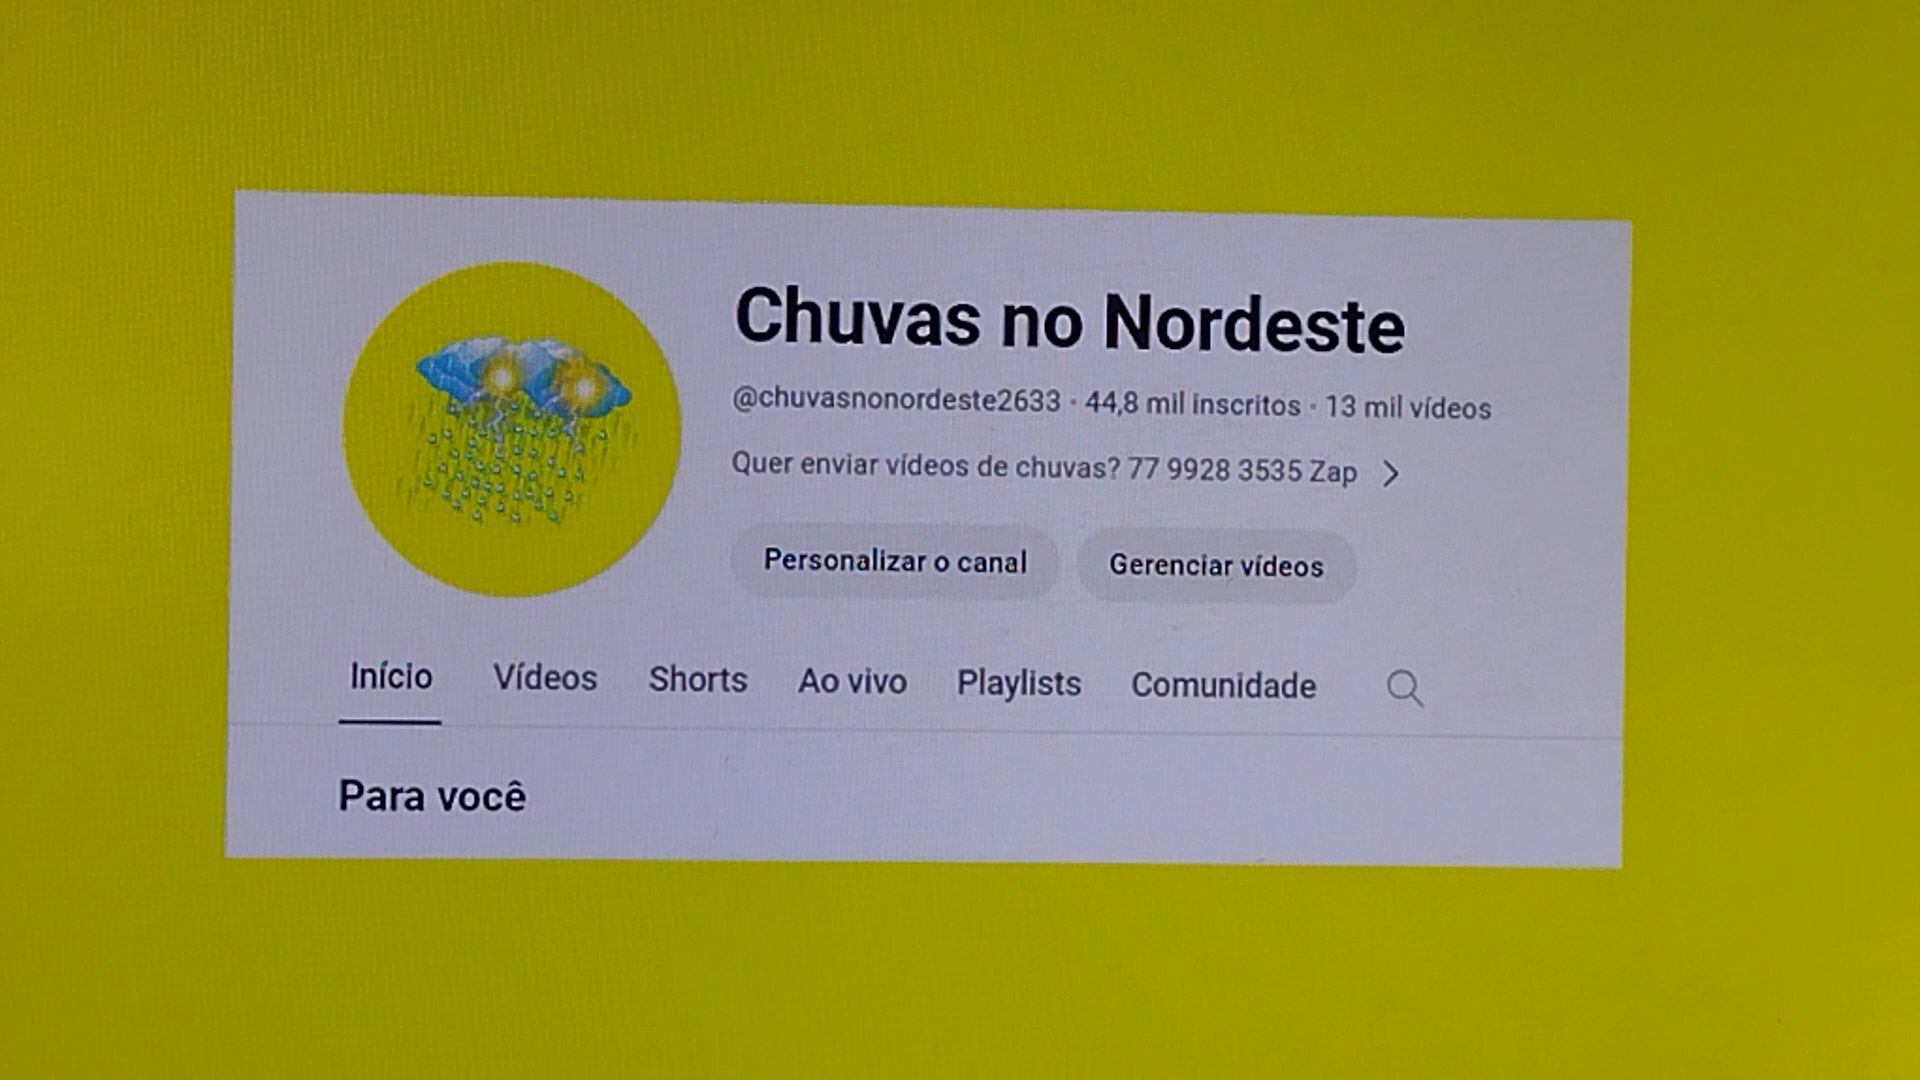 Chuvas no Nordeste
@chuvasnonordeste2633 · 44,8 mil inscritos · 13 mil vídeos
Quer enviar vídeos de chuvas? 77 9928 3535 Zap >
Personalizar o canal Gerenciar vídeos
Início Vídeos Shorts Ao vivo Playlists Comunidade
Para você